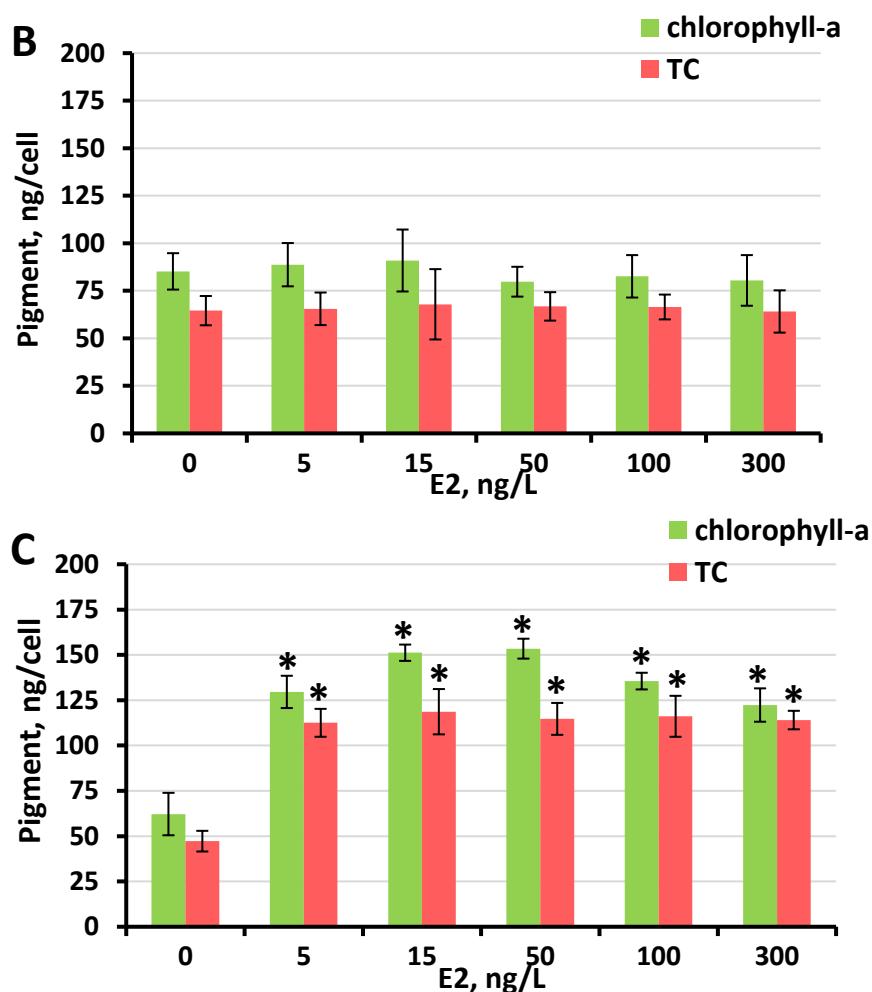 B
chlorophyll-a
TC
200
175
150
125
100
75
50
25
0
Pigment, ng/cell
0 5 15 50 100 300
E2, ng/L
C
chlorophyll-a
TC
200
175
150
125
100
75
50
25
0
Pigment, ng/cell
* * * * * * * * * *
0 5 15 50 100 300
E2, ng/L